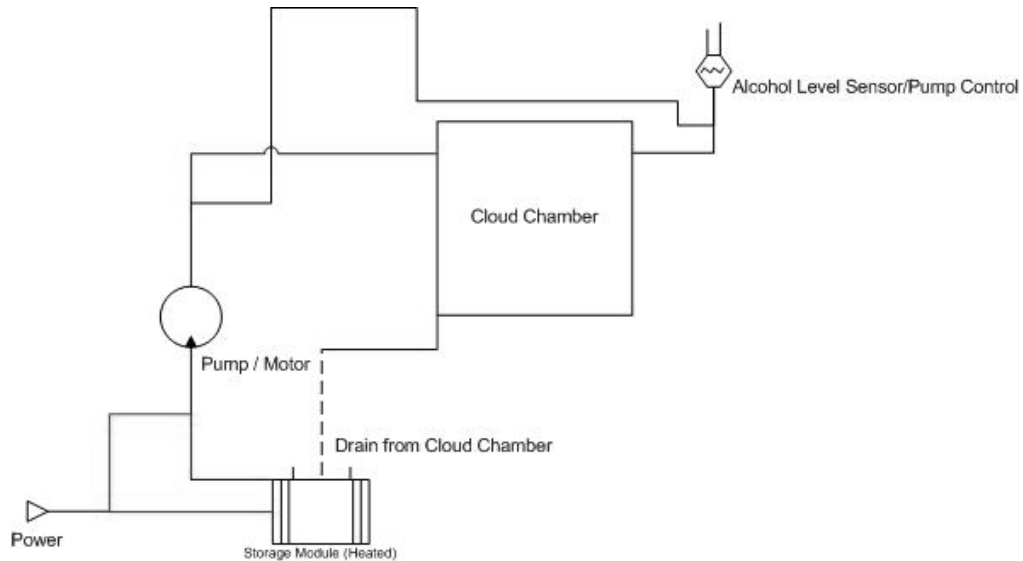 Alcohol Level Sensor/Pump Control
Cloud Chamber
Pump / Motor
Drain from Cloud Chamber
Power
Storage Module (Heated)